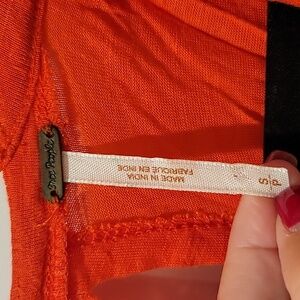 Free People
MADE IN INDIA
FABRIQUE EN INDE
S/P